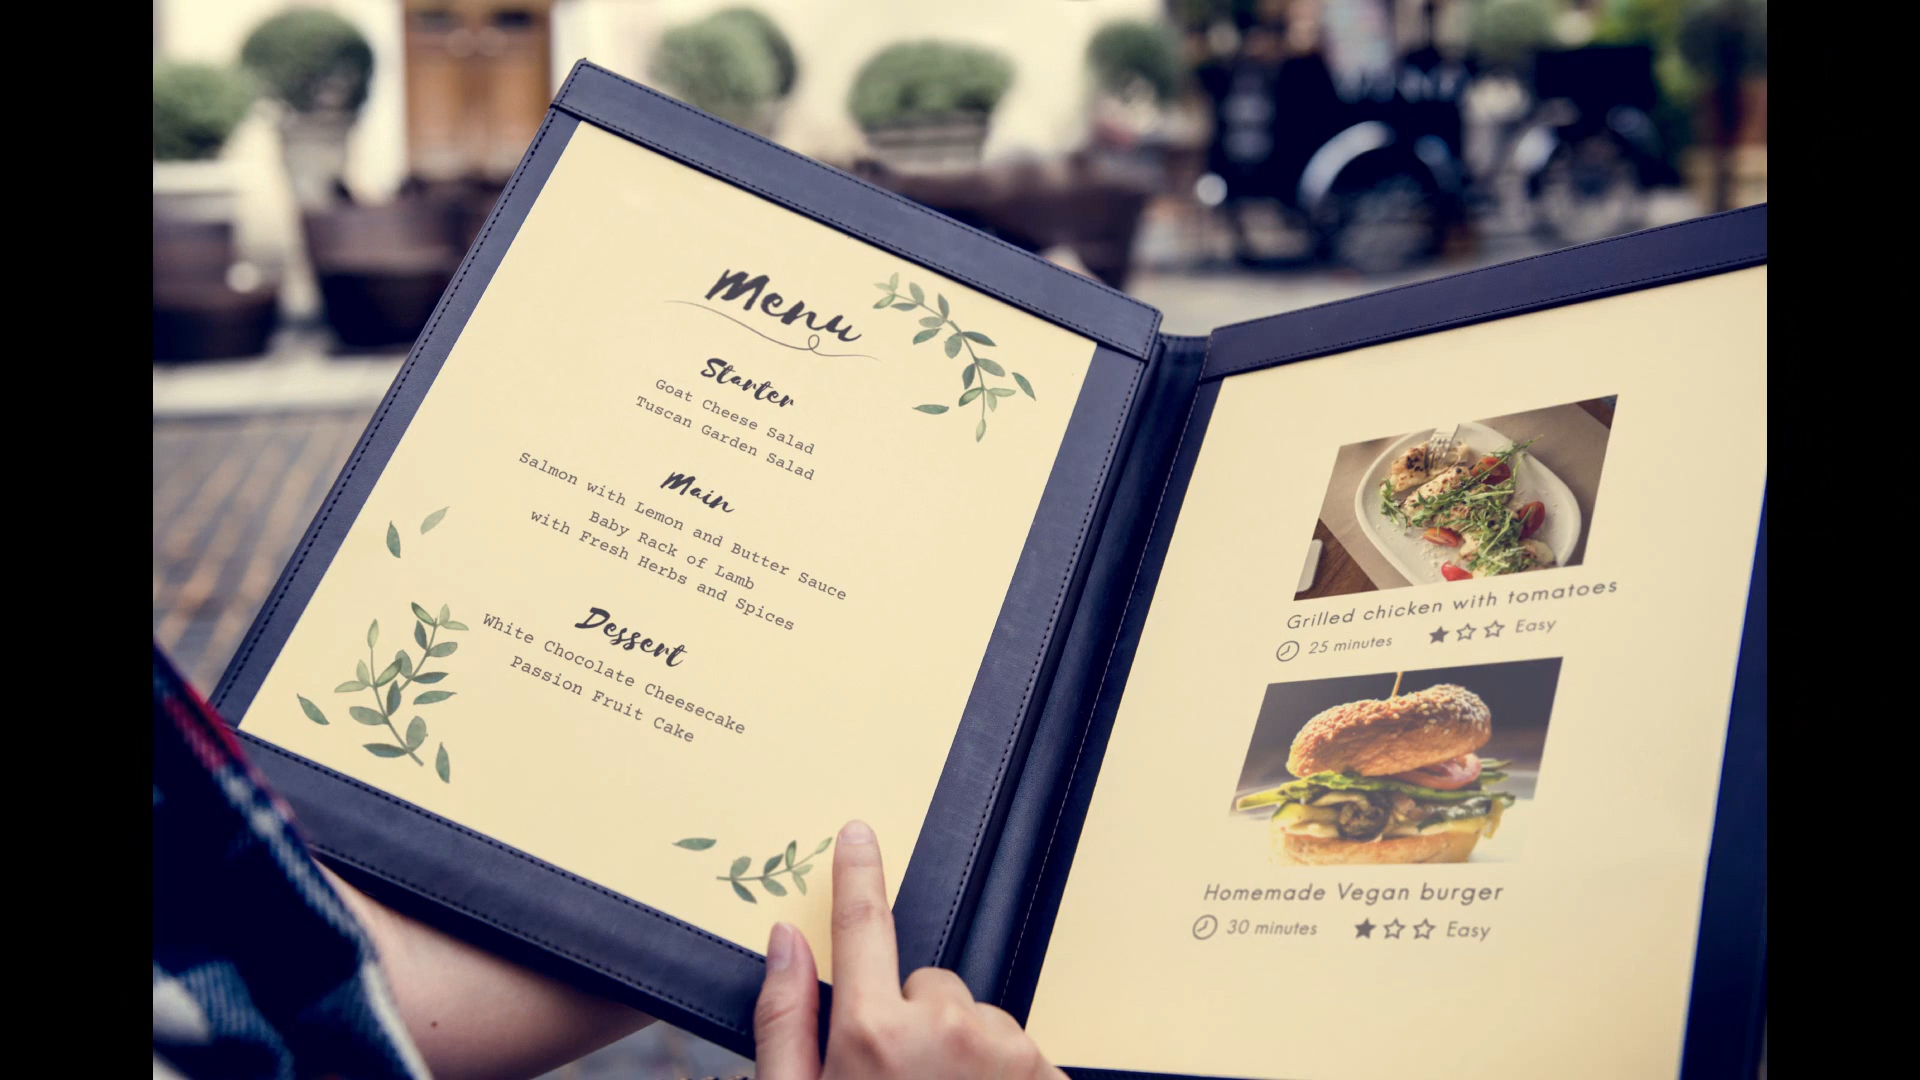 Menu
Starter
Goat Cheese Salad
Tuscan Garden Salad
Main
Salmon with Lemon and Butter Sauce
Baby Rack of Lamb
with Fresh Herbs and Spices
Dessert
White Chocolate Cheesecake
Passion Fruit Cake
Grilled chicken with tomatoes
25 minutes Easy
Homemade Vegan burger
30 minutes Easy